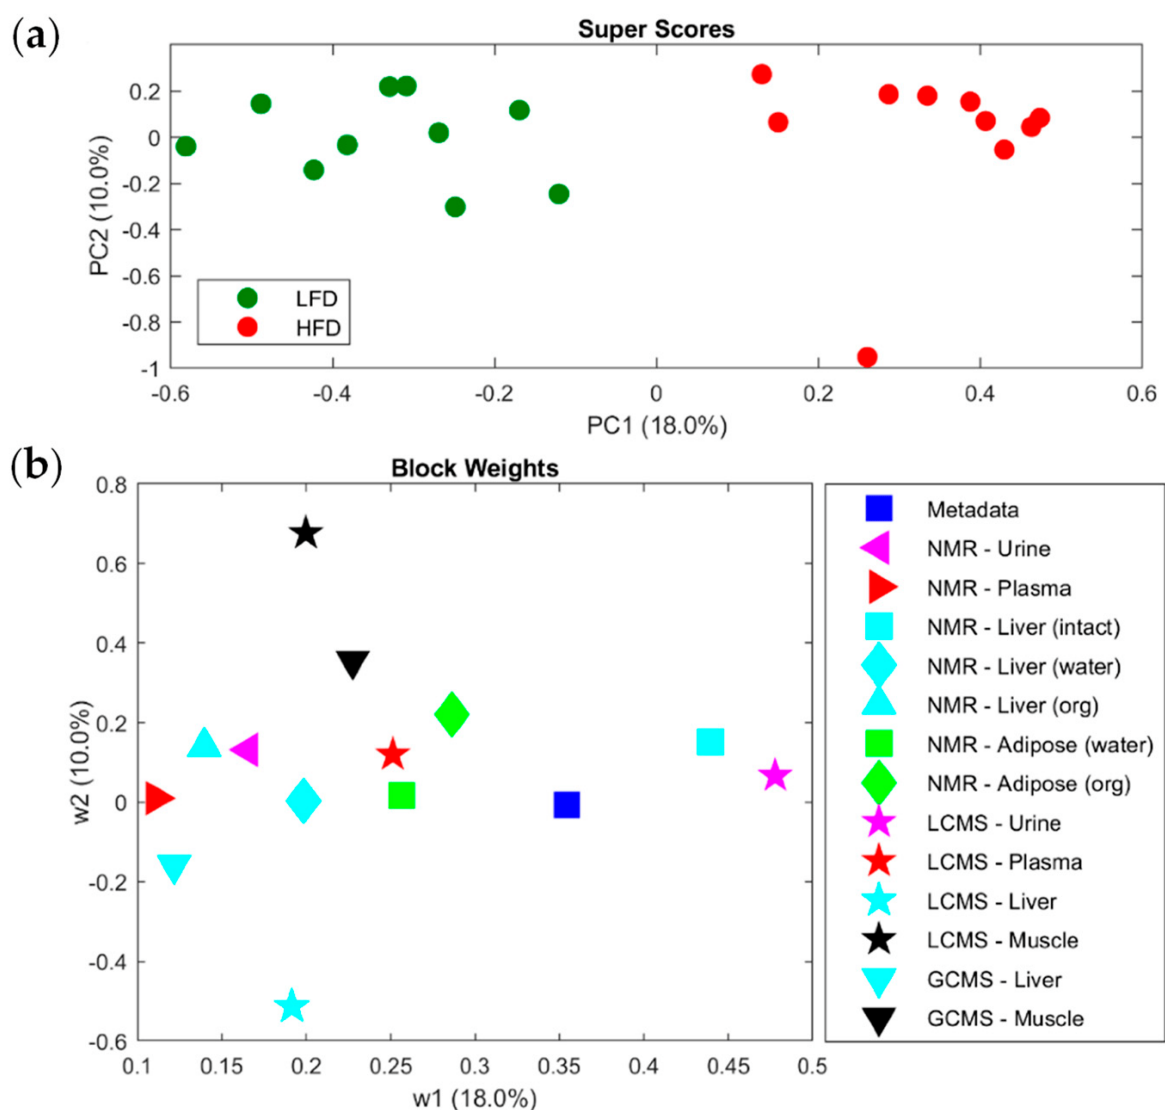 (a)
Super Scores
PC2 (10.0%)
0.2
0
-0.2
-0.4
-0.6
-0.8
-1
LFD
HFD
-0.6 -0.4 -0.2 0 0.2 0.4 0.6
PC1 (18.0%)
(b)
Block Weights
w2 (10.0%)
0.8
0.6
0.4
0.2
0
-0.2
-0.4
-0.6
0.1 0.15 0.2 0.25 0.3 0.35 0.4 0.45 0.5
w1 (18.0%)
Metadata
NMR - Urine
NMR - Plasma
NMR - Liver (intact)
NMR - Liver (water)
NMR - Liver (org)
NMR - Adipose (water)
NMR - Adipose (org)
LCMS - Urine
LCMS - Plasma
LCMS - Liver
LCMS - Muscle
GCMS - Liver
GCMS - Muscle